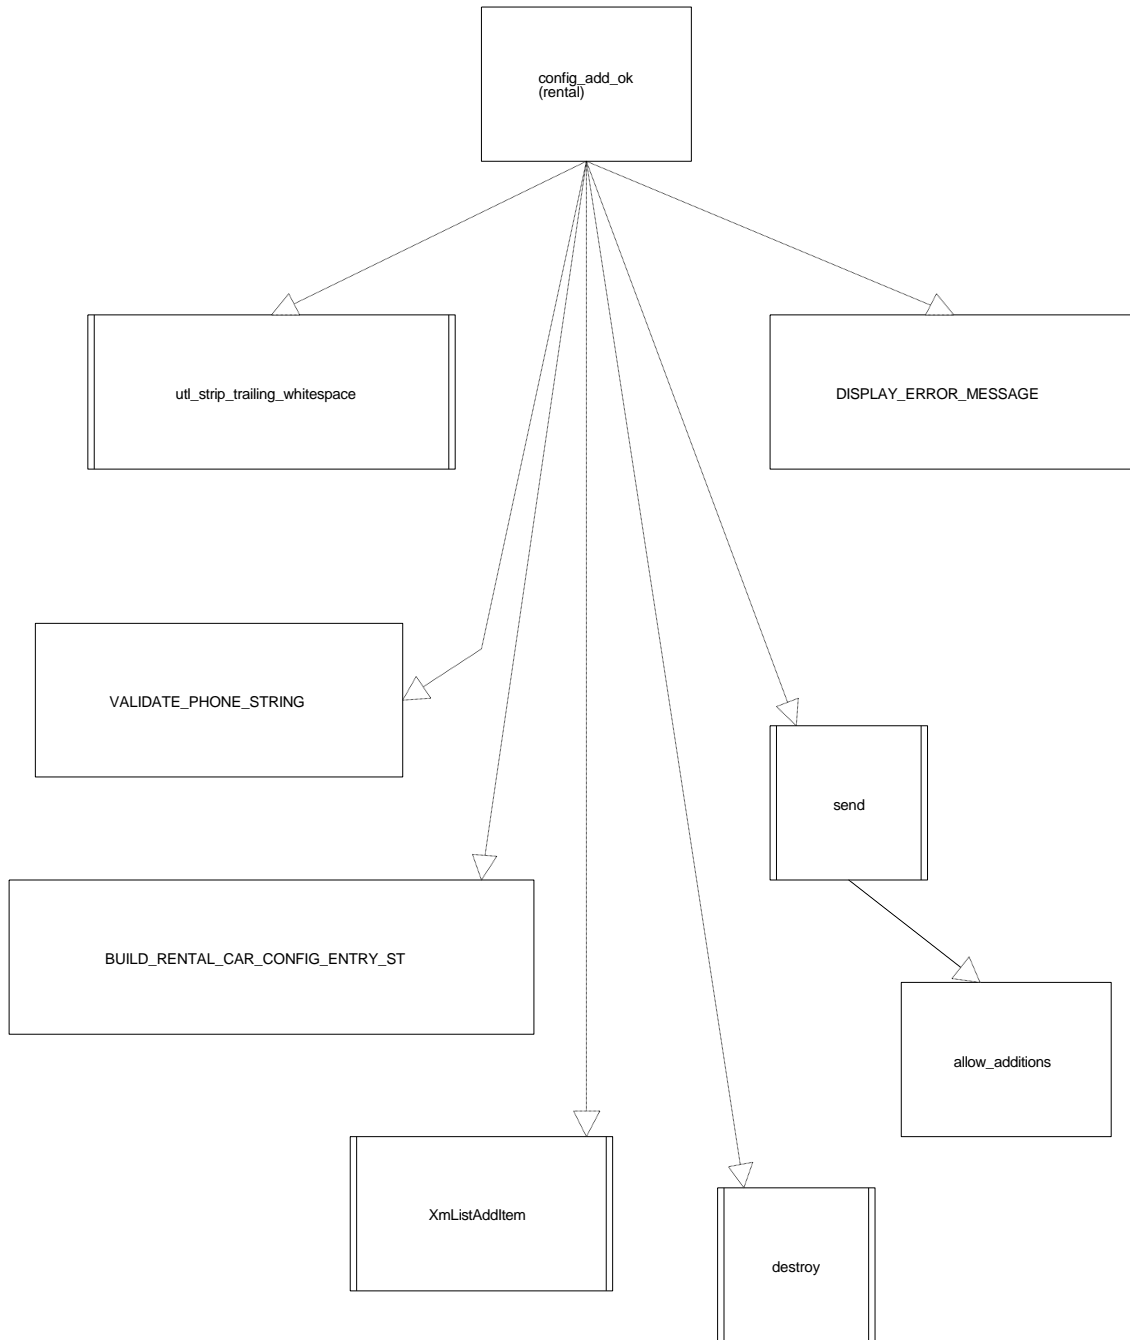 config_add_ok
(rental)
utl_strip_trailing_whitespace
DISPLAY_ERROR_MESSAGE
VALIDATE_PHONE_STRING
send
BUILD_RENTAL_CAR_CONFIG_ENTRY_ST
allow_additions
XmListAddItem
destroy